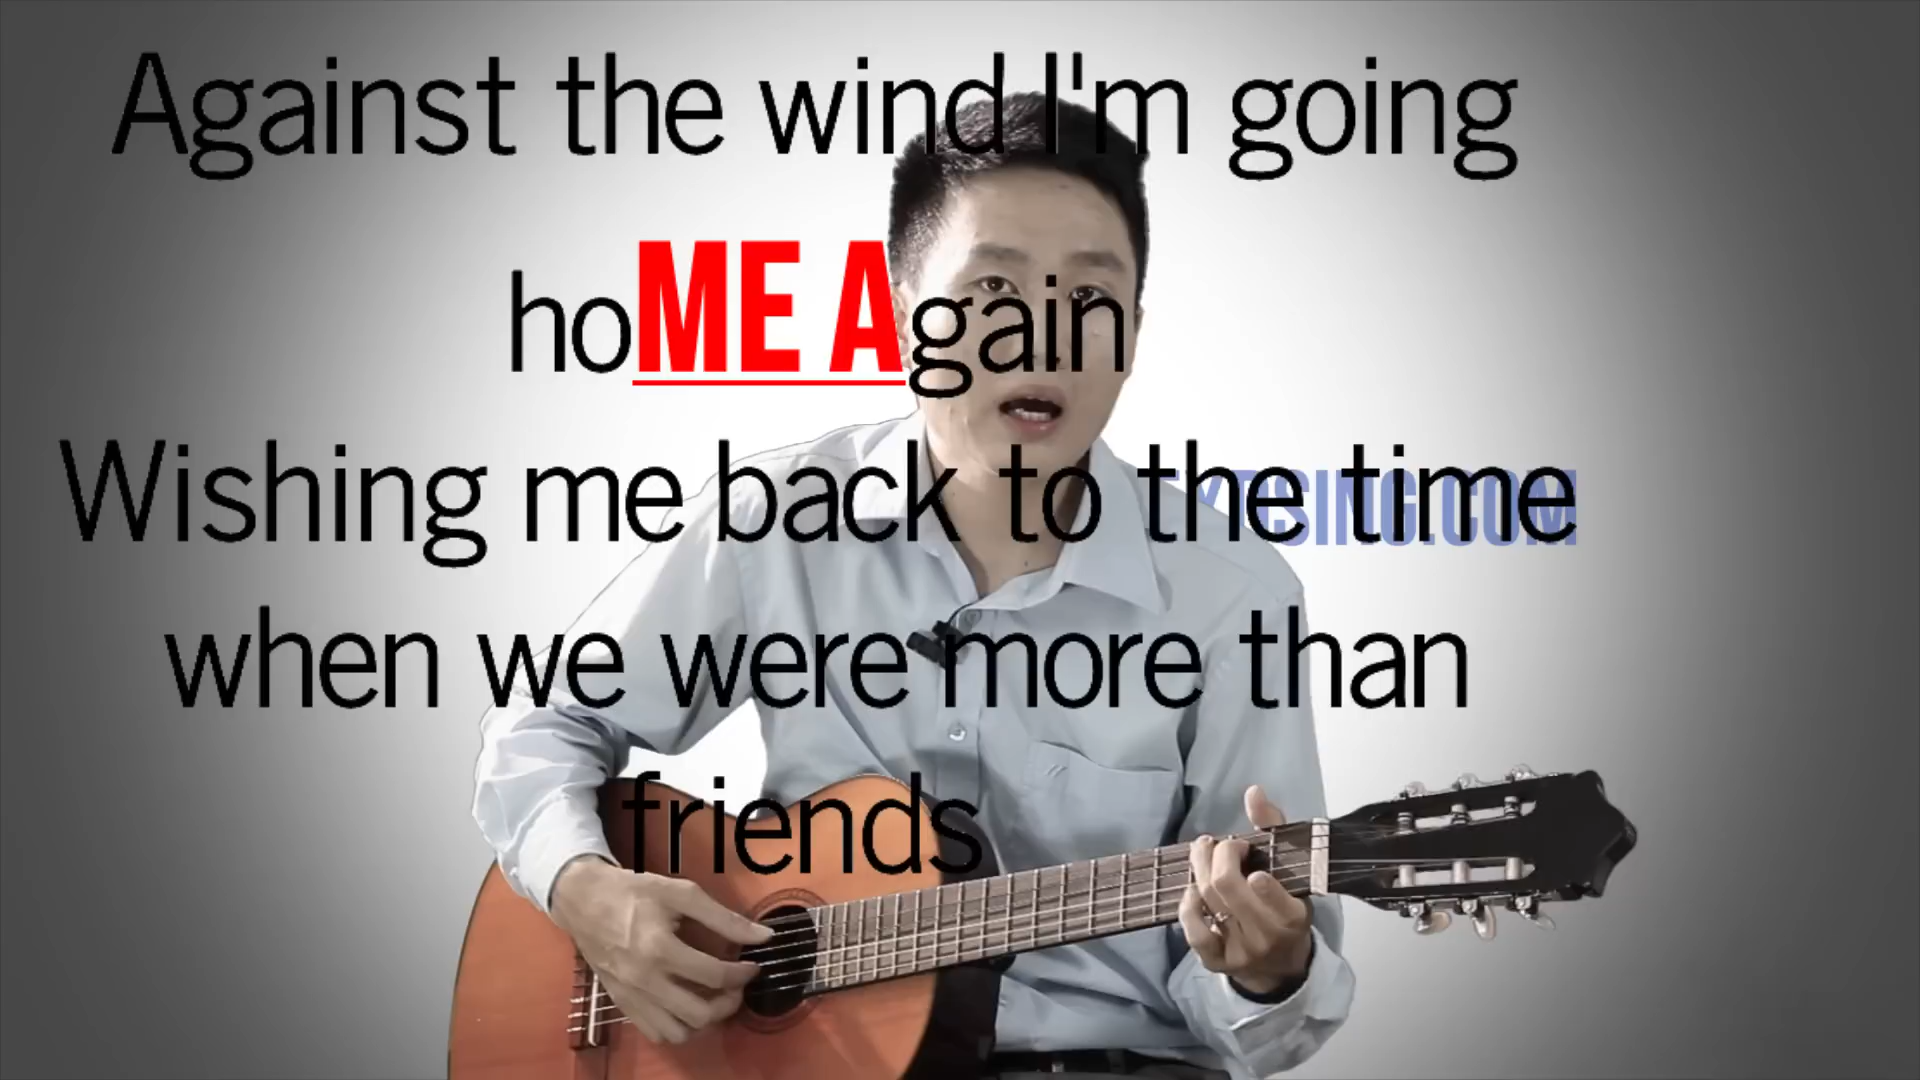 Against the wind I'm going
hoME Again
Wishing me back to the time
when we were more than
friends